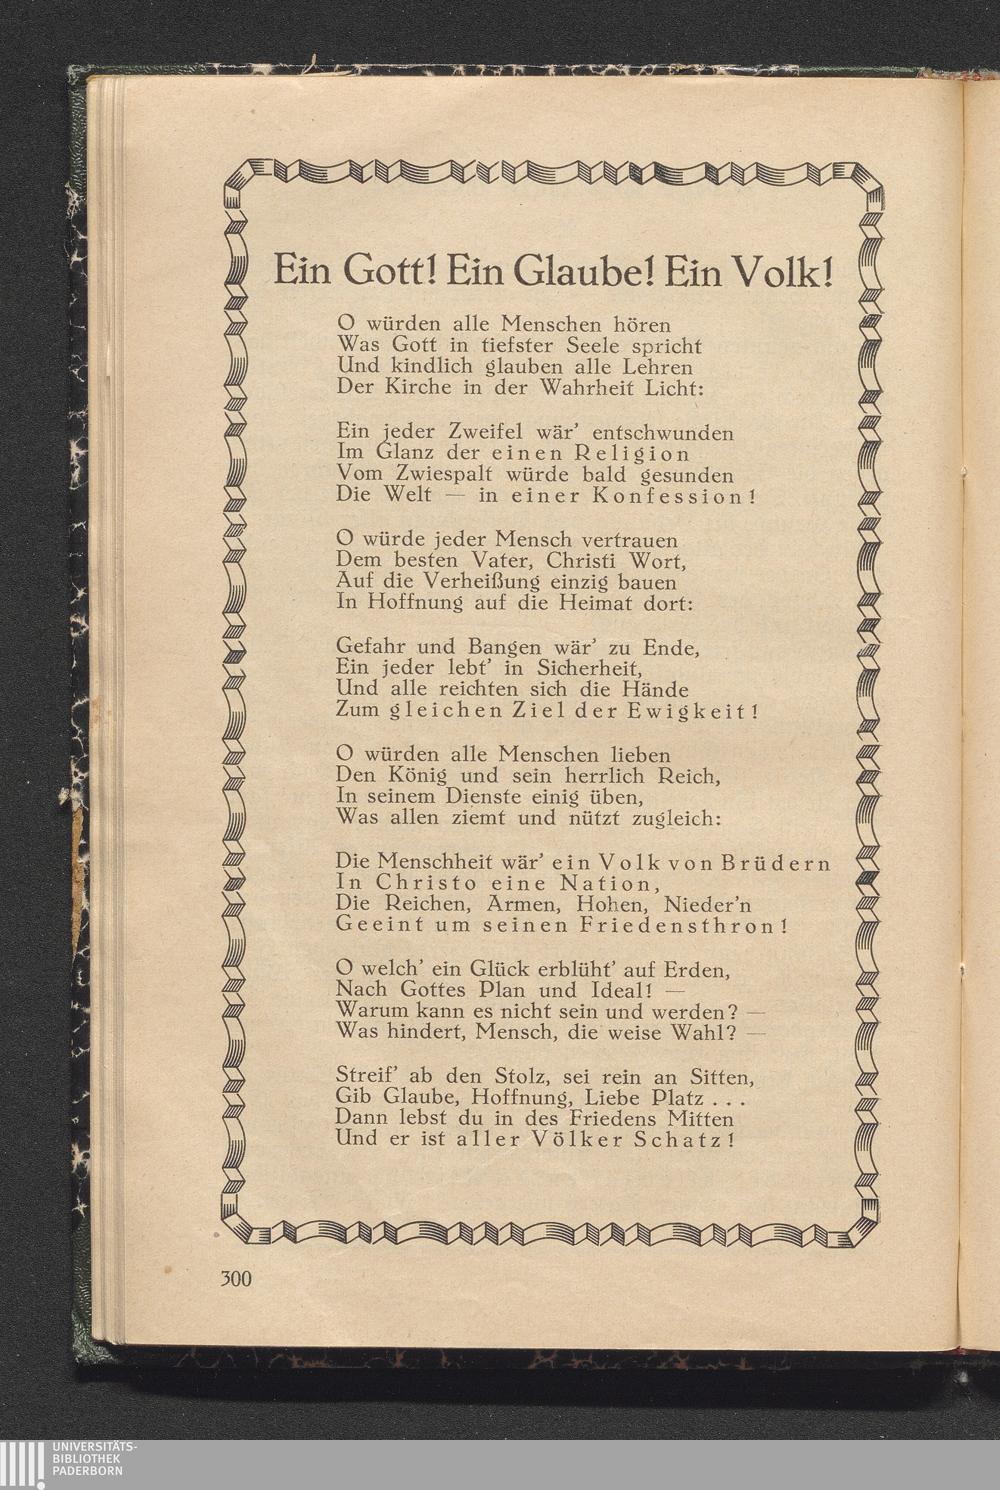 Ein Gott! Ein Glaube! Ein Volk!
O würden alle Menschen hören
Was Gott in tiefster Seele spricht
Und kindlich glauben alle Lehren
Der Kirche in der Wahrheit Licht:
Ein jeder Zweifel wär’ entschwunden
Im Glanz der einen Religion
Vom Zwiespalt würde bald gesunden
Die Welt — in einer Konfession!
O würde jeder Mensch vertrauen
Dem besten Vater, Christi Wort,
Auf die Verheißung einzig bauen
In Hoffnung auf die Heimat dort:
Gefahr und Bangen wär’ zu Ende,
Ein jeder lebt’ in Sicherheit,
Und alle reichten sich die Hände
Zum gleichen Ziel der Ewigkeit!
O würden alle Menschen lieben
Den König und sein herrlich Reich,
In seinem Dienste einig üben,
Was allen ziemt und nützt zugleich:
Die Menschheit wär’ ein Volk von Brüdern
In Christo eine Nation,
Die Reichen, Armen, Hohen, Nieder’n
Geeint um seinen Friedensthron!
O welch’ ein Glück erblüht’ auf Erden,
Nach Gottes Plan und Ideal! —
Warum kann es nicht sein und werden? —
Was hindert, Mensch, die weise Wahl? —
Streif’ ab den Stolz, sei rein an Sitten,
Gib Glaube, Hoffnung, Liebe Platz . . .
Dann lebst du in des Friedens Mitten
Und er ist aller Völker Schatz!
300
UNIVERSITÄTS-
BIBLIOTHEK
PADERBORN